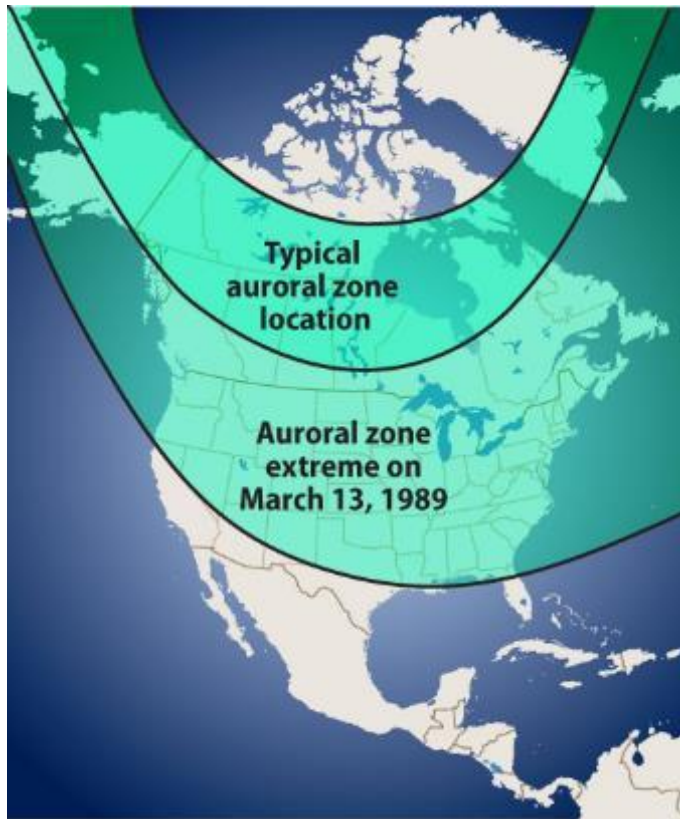 Typical
auroral zone
location
Auroral zone
extreme on
March 13, 1989